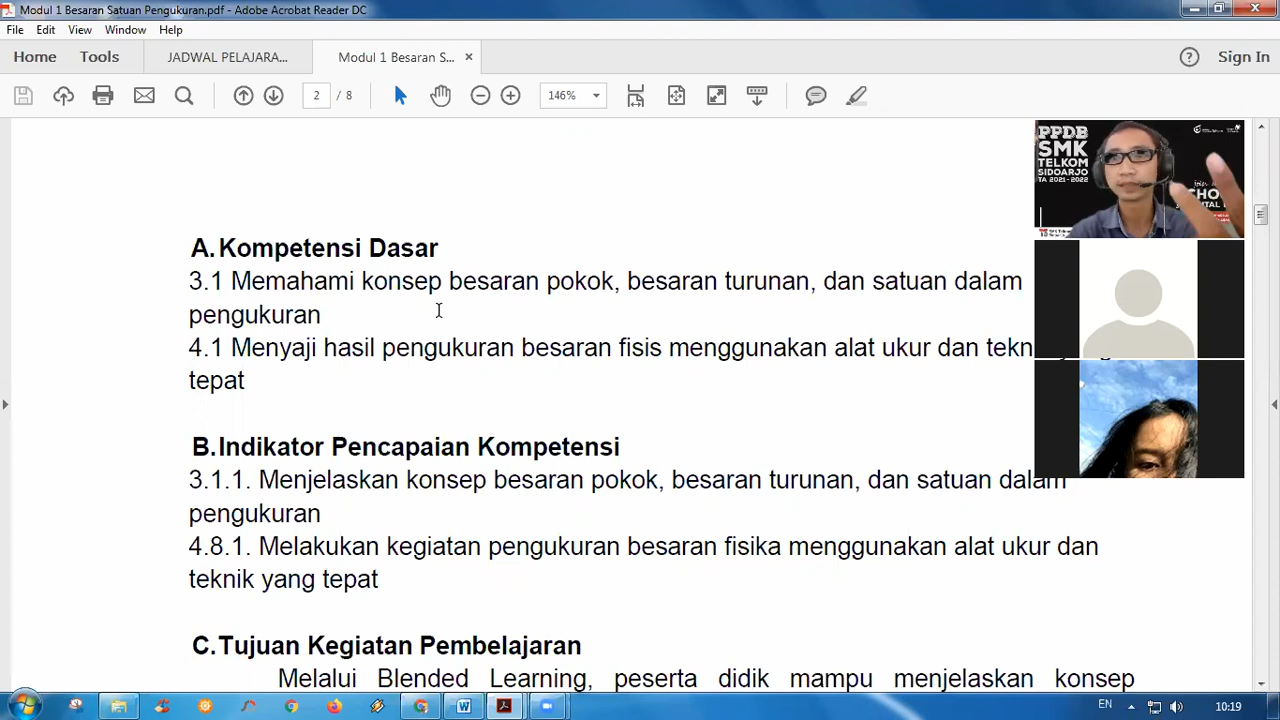 Modul 1 Besaran Satuan Pengukuran.pdf - Adobe Acrobat Reader DC
File Edit View Window Help
Home Tools JADWAL PELAJARA... Modul 1 Besaran S... × Sign In
2 / 8 146%
PPDB
SMK
TELKOM
SIDOARJO
TA 2021-2022
A. Kompetensi Dasar
3.1 Memahami konsep besaran pokok, besaran turunan, dan satuan dalam
pengukuran
4.1 Menyaji hasil pengukuran besaran fisis menggunakan alat ukur dan
tepat
B. Indikator Pencapaian Kompetensi
3.1.1. Menjelaskan konsep besaran pokok, besaran turunan, dan satuan dalam
pengukuran
4.8.1. Melakukan kegiatan pengukuran besaran fisika menggunakan alat ukur dan
teknik yang tepat
C. Tujuan Kegiatan Pembelajaran
Melalui Blended Learning, peserta didik mampu menjelaskan konsep
EN 10:19